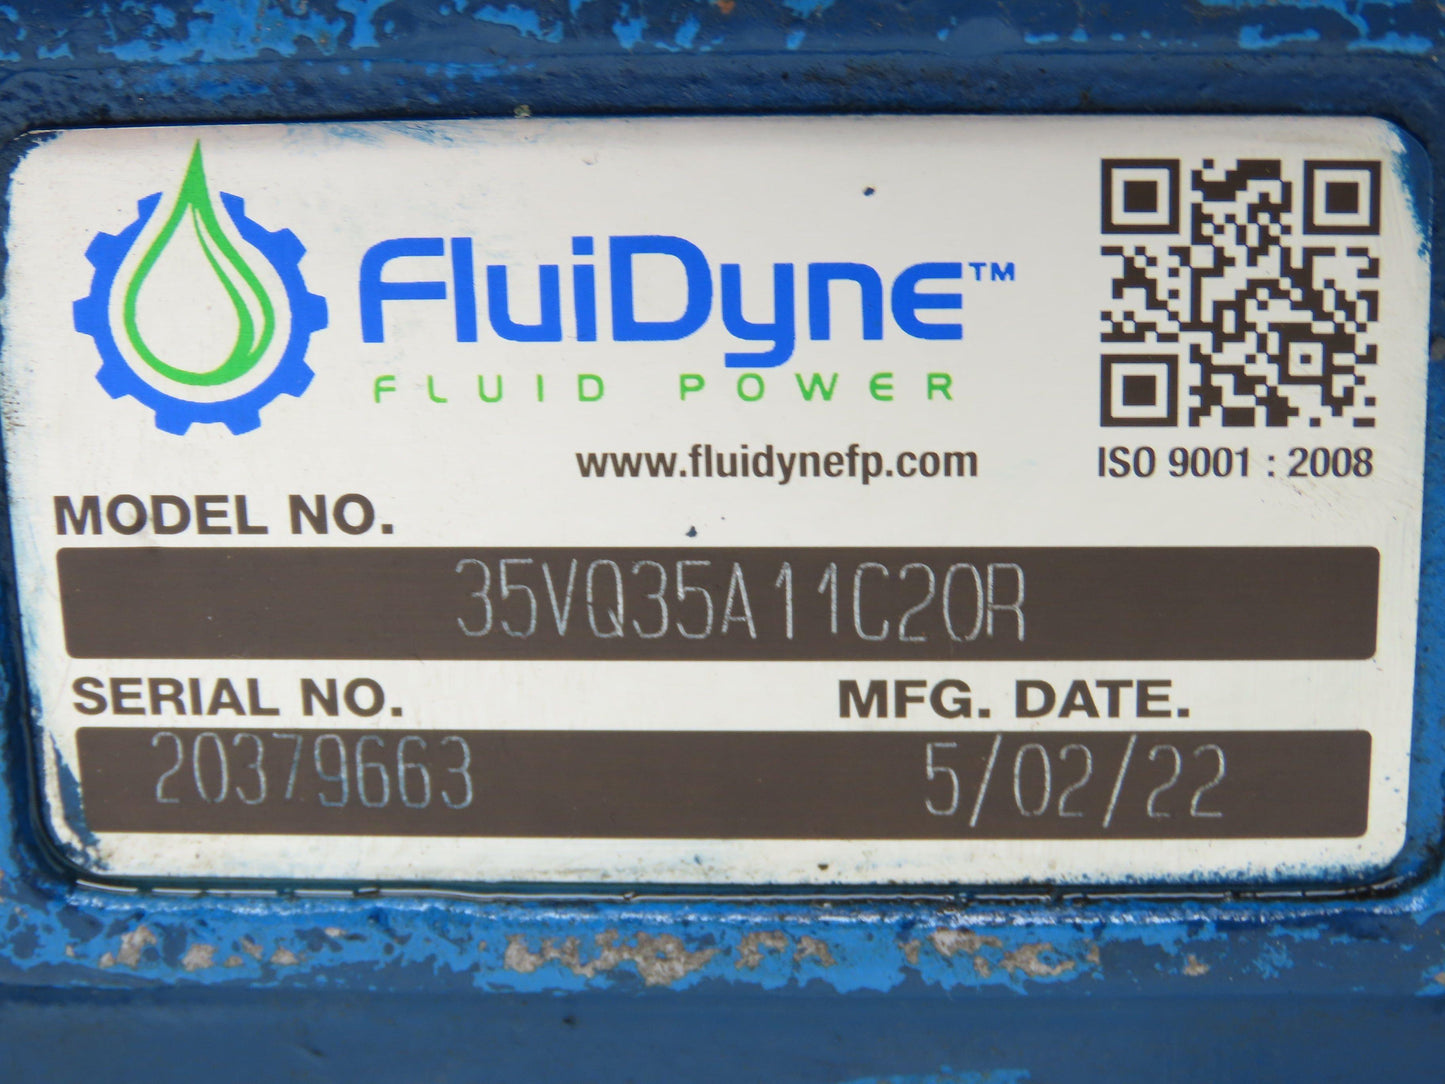 FluiDyne™
FLUID POWER
www.fluidynefp.com
ISO 9001 : 2008
MODEL NO.
35VQ35A11C20R
SERIAL NO. MFG. DATE.
20379663 5/02/22